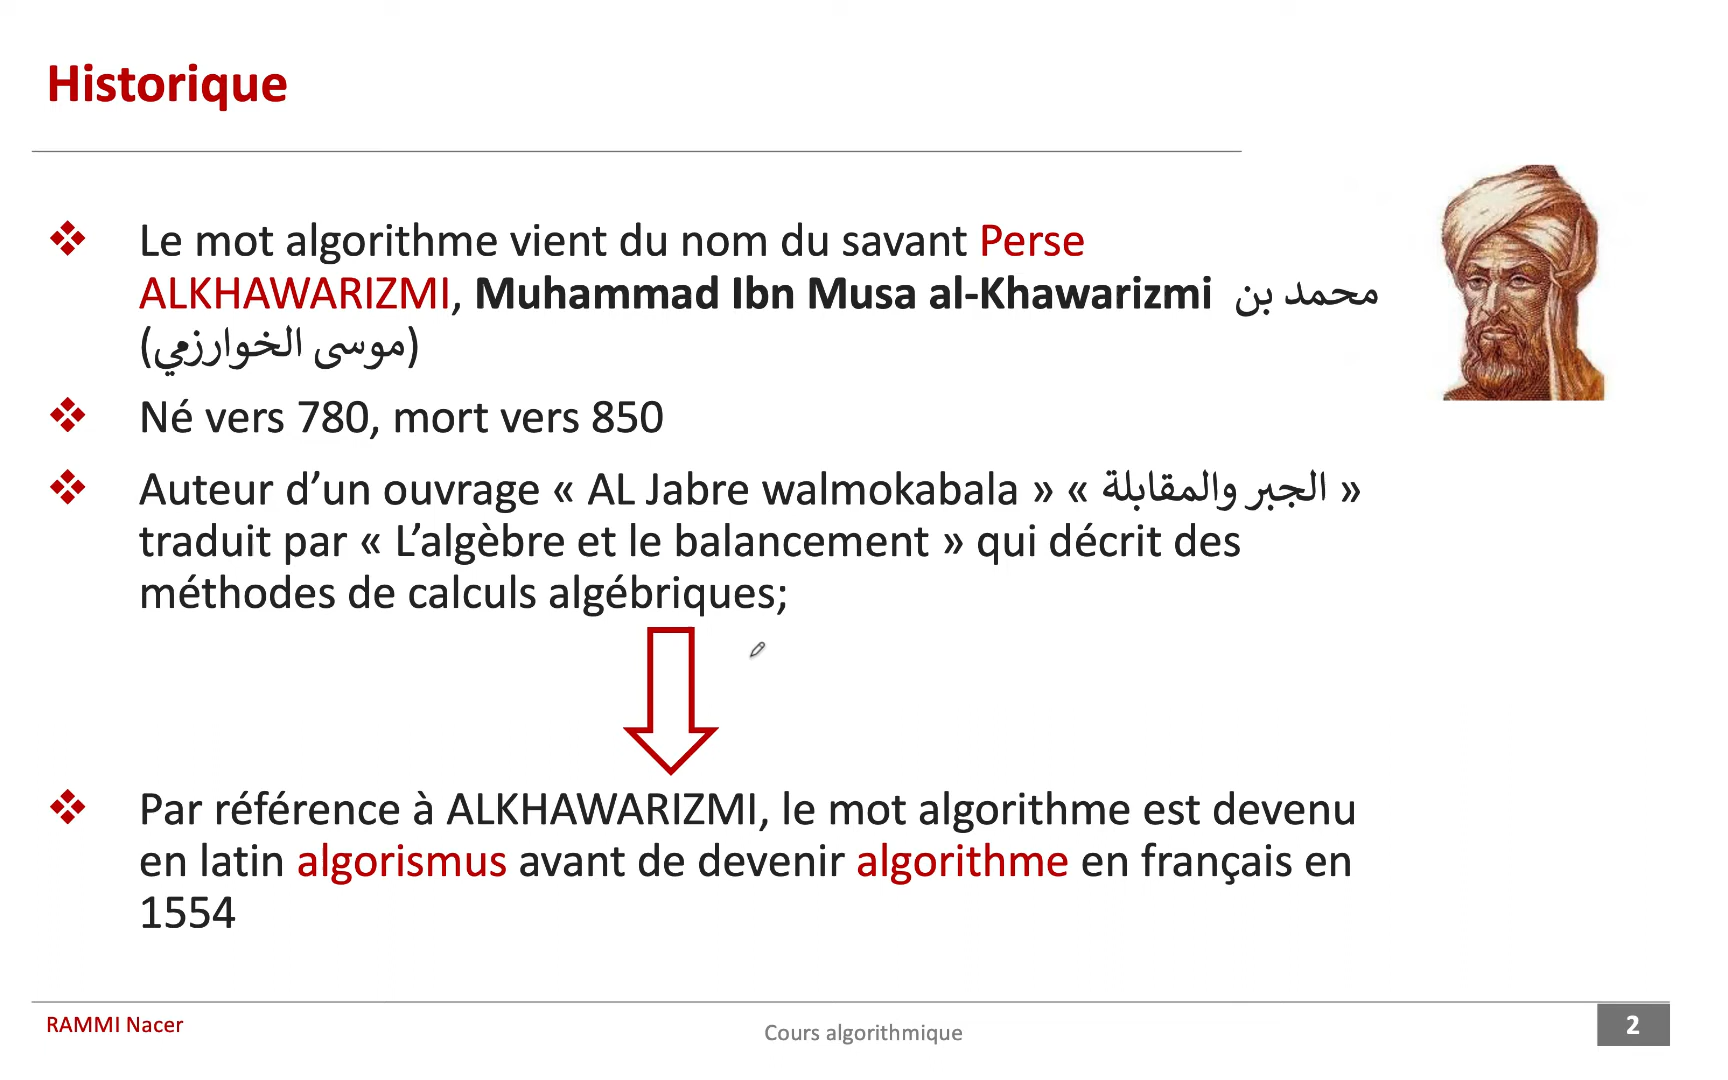 Historique
Le mot algorithme vient du nom du savant Perse
ALKHAWARIZMI, Muhammad Ibn Musa al-Khawarizmi محمد بن
(موسى الخوارزمي)
Né vers 780, mort vers 850
Auteur d’un ouvrage « AL Jabre walmokabala » « الجبر والمقابلة »
traduit par « L’algèbre et le balancement » qui décrit des
méthodes de calculs algébriques;
Par référence à ALKHAWARIZMI, le mot algorithme est devenu
en latin algorismus avant de devenir algorithme en français en
1554
RAMMI Nacer
Cours algorithmique
2